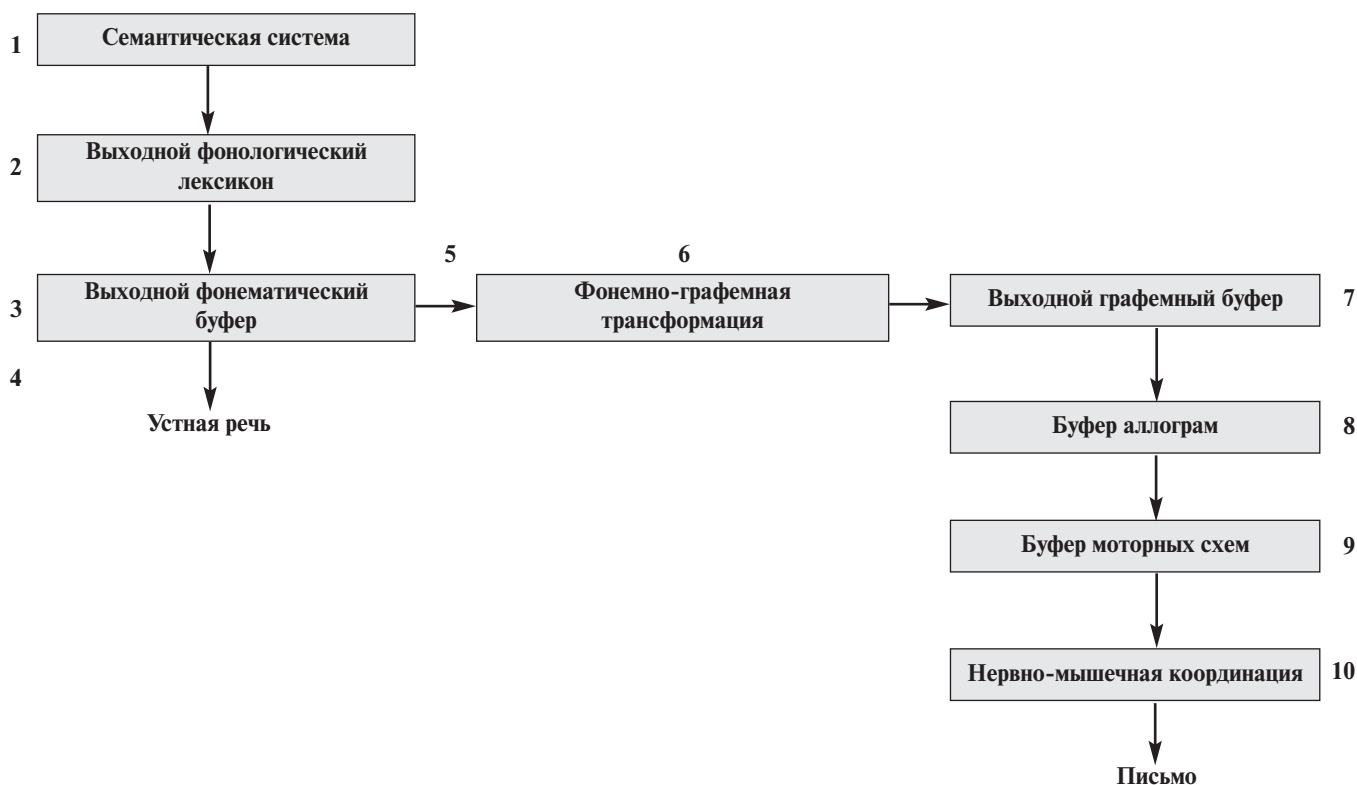 1
Семантическая система
2
Выходной фонологический
лексикон
5
6
3
Выходной фонематический
буфер
Фонемно-графемная
трансформация
Выходной графемный буфер
7
4
Устная речь
Буфер аллограм
8
Буфер моторных схем
9
Нервно-мышечная координация
10
Письмо